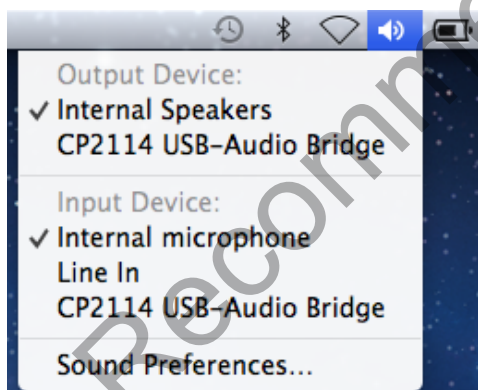 Output Device:
✓ Internal Speakers
CP2114 USB-Audio Bridge
Input Device:
✓ Internal microphone
Line In
CP2114 USB-Audio Bridge
Sound Preferences...